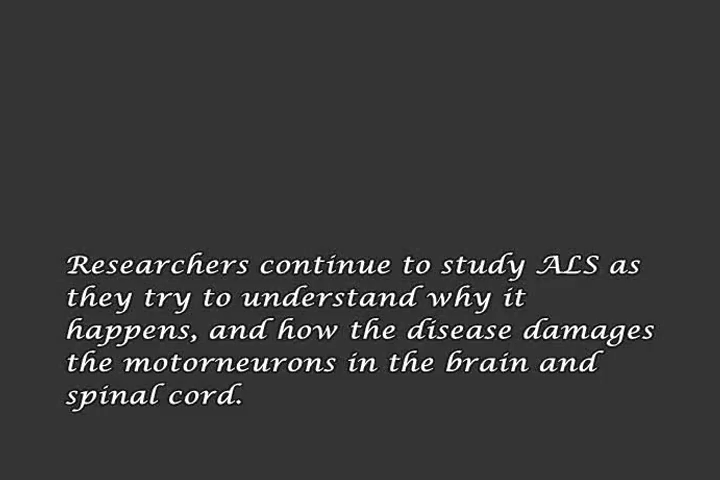 Researchers continue to study ALS as
they try to understand why it
happens, and how the disease damages
the motorneurons in the brain and
spinal cord.